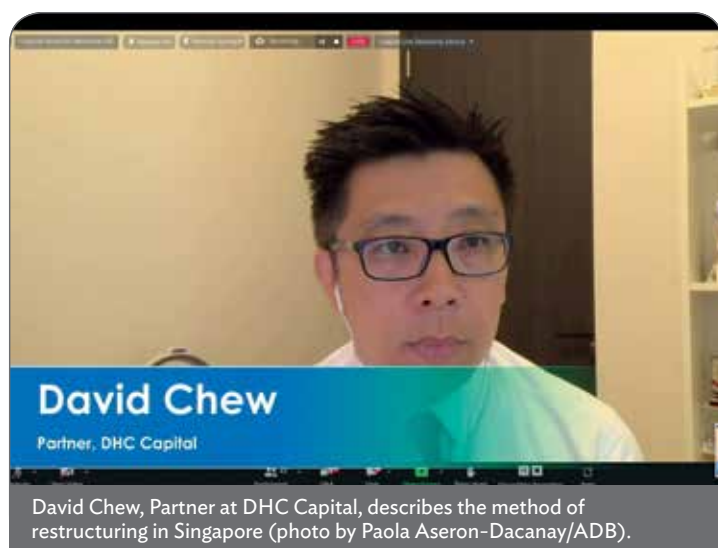 David Chew
Partner, DHC Capital
David Chew, Partner at DHC Capital, describes the method of
restructuring in Singapore (photo by Paola Aseron-Dacanay/ADB).